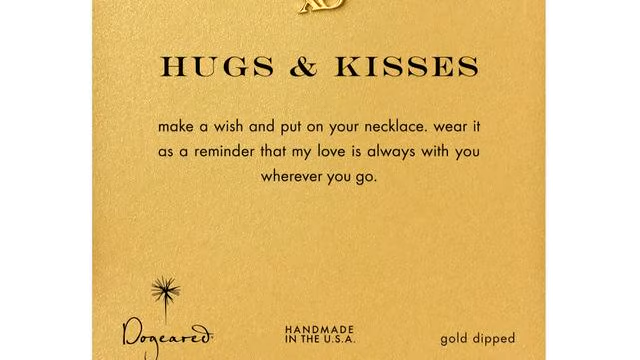 XO
HUGS & KISSES
make a wish and put on your necklace. wear it
as a reminder that my love is always with you
wherever you go.
Dogeared
HANDMADE
IN THE U.S.A.
gold dipped